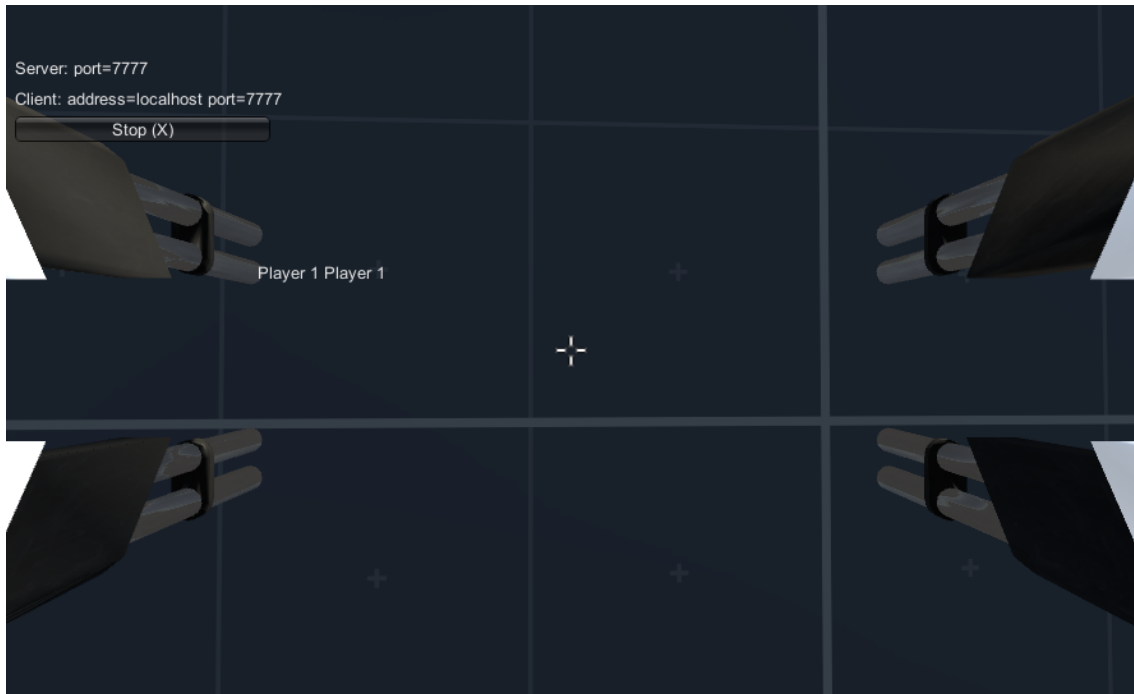 Server: port=7777
Client: address=localhost port=7777
Stop (X)
Player 1 Player 1